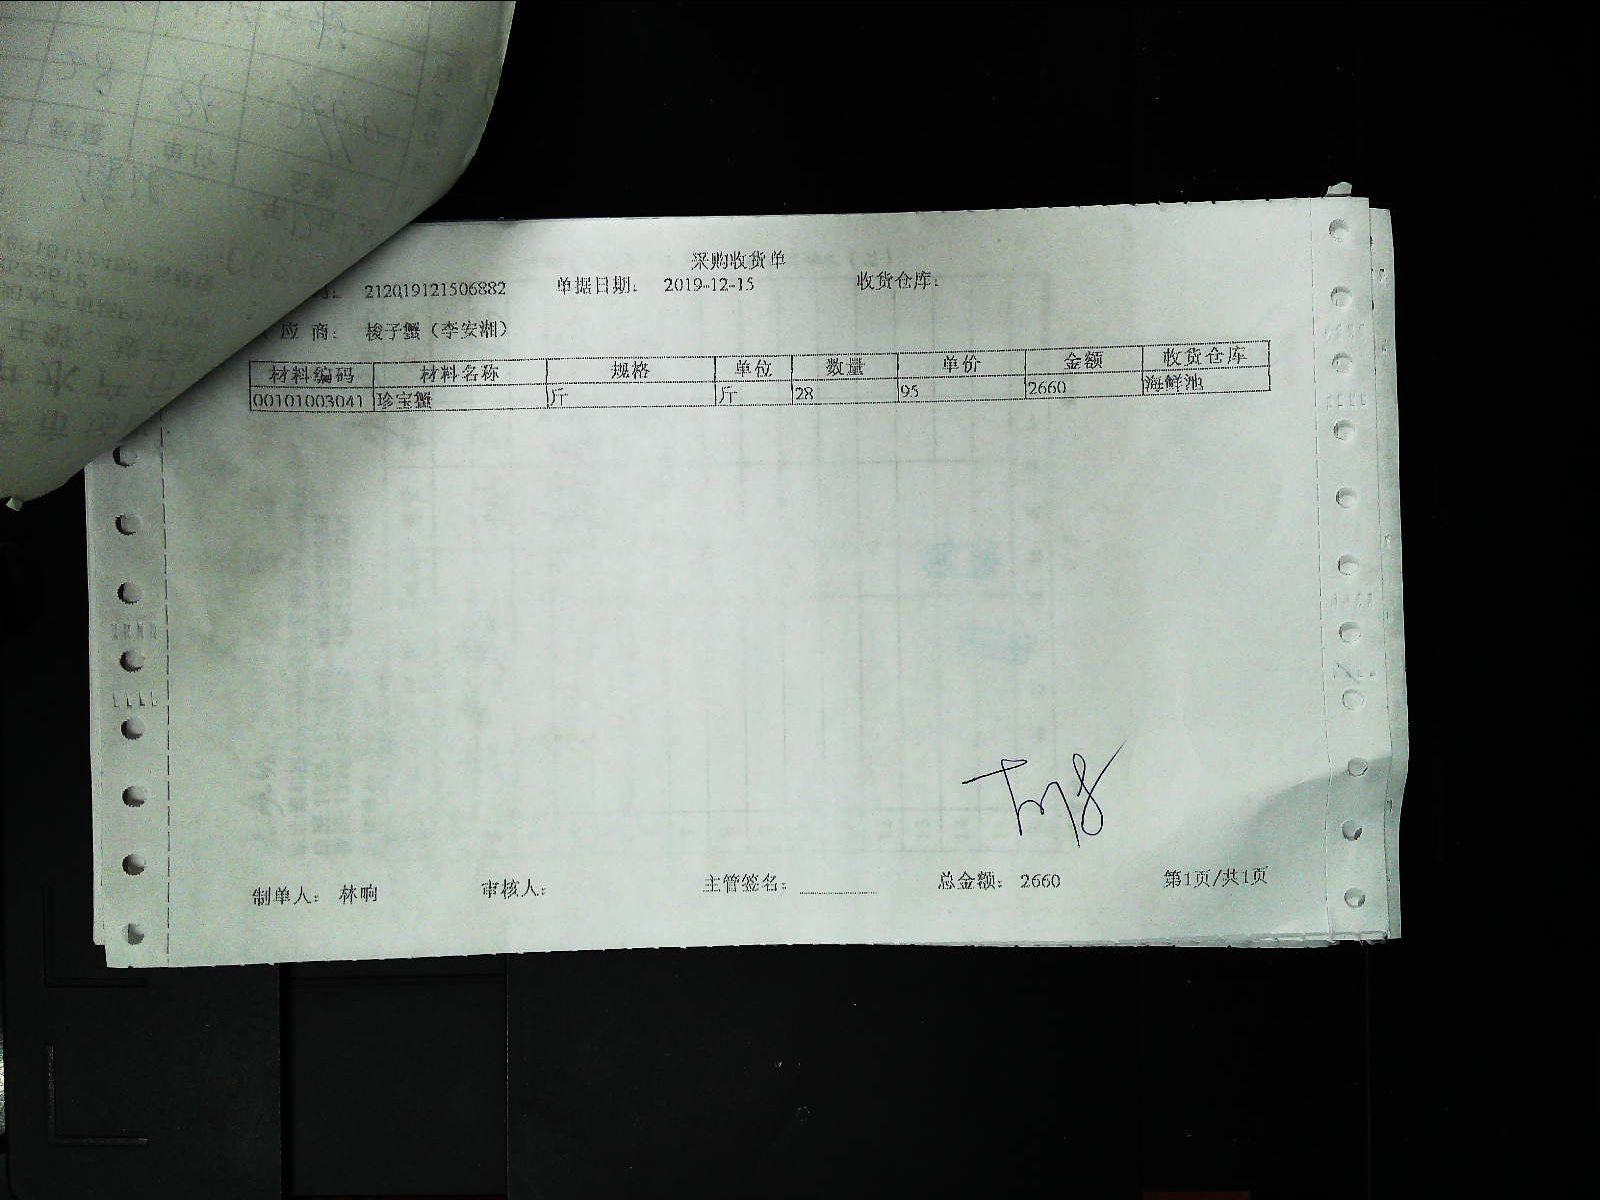 采购收货单
212019121506882 单据日期: 2019-12-15 收货仓库:
应 商: 梭子蟹(李安湘)
材料编码 材料名称 规格 单位 数量 单价 金额 收货仓库
00101003041 珍宝蟹 斤 斤 28 95 2660 海鲜池
制单人: 林响 审核人: 主管签名: 总金额: 2660 第1页/共1页